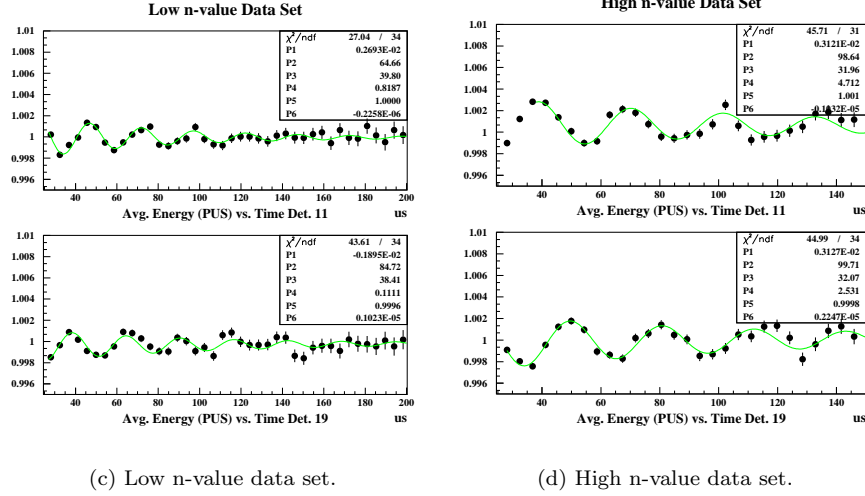 Low n-value Data Set
High n-value Data Set
χ²/ndf 27.04 / 34
P1 0.2693E-02
P2 64.66
P3 39.80
P4 0.8187
P5 1.0000
P6 -0.2258E-06
1.01
1.008
1.006
1.004
1.002
1
0.998
0.996
40 60 80 100 120 140 160 180 200
Avg. Energy (PUS) vs. Time Det. 11 us
χ²/ndf 45.71 / 31
P1 0.3121E-02
P2 98.64
P3 31.96
P4 4.712
P5 1.001
P6
1.01
1.008
1.006
1.004
1.002
1
0.998
0.996
40 60 80 100 120 140
Avg. Energy (PUS) vs. Time Det. 11 us
χ²/ndf 43.61 / 34
P1 -0.1895E-02
P2 84.72
P3 38.41
P4 0.1111
P5 0.9996
P6 0.1023E-05
1.01
1.008
1.006
1.004
1.002
1
0.998
0.996
40 60 80 100 120 140 160 180 200
Avg. Energy (PUS) vs. Time Det. 19 us
χ²/ndf 44.99 / 34
P1 0.3127E-02
P2 99.71
P3 32.07
P4 2.531
P5 0.9998
P6 0.2247E-05
1.01
1.008
1.006
1.004
1.002
1
0.998
0.996
40 60 80 100 120 140
Avg. Energy (PUS) vs. Time Det. 19 us
(c) Low n-value data set.
(d) High n-value data set.